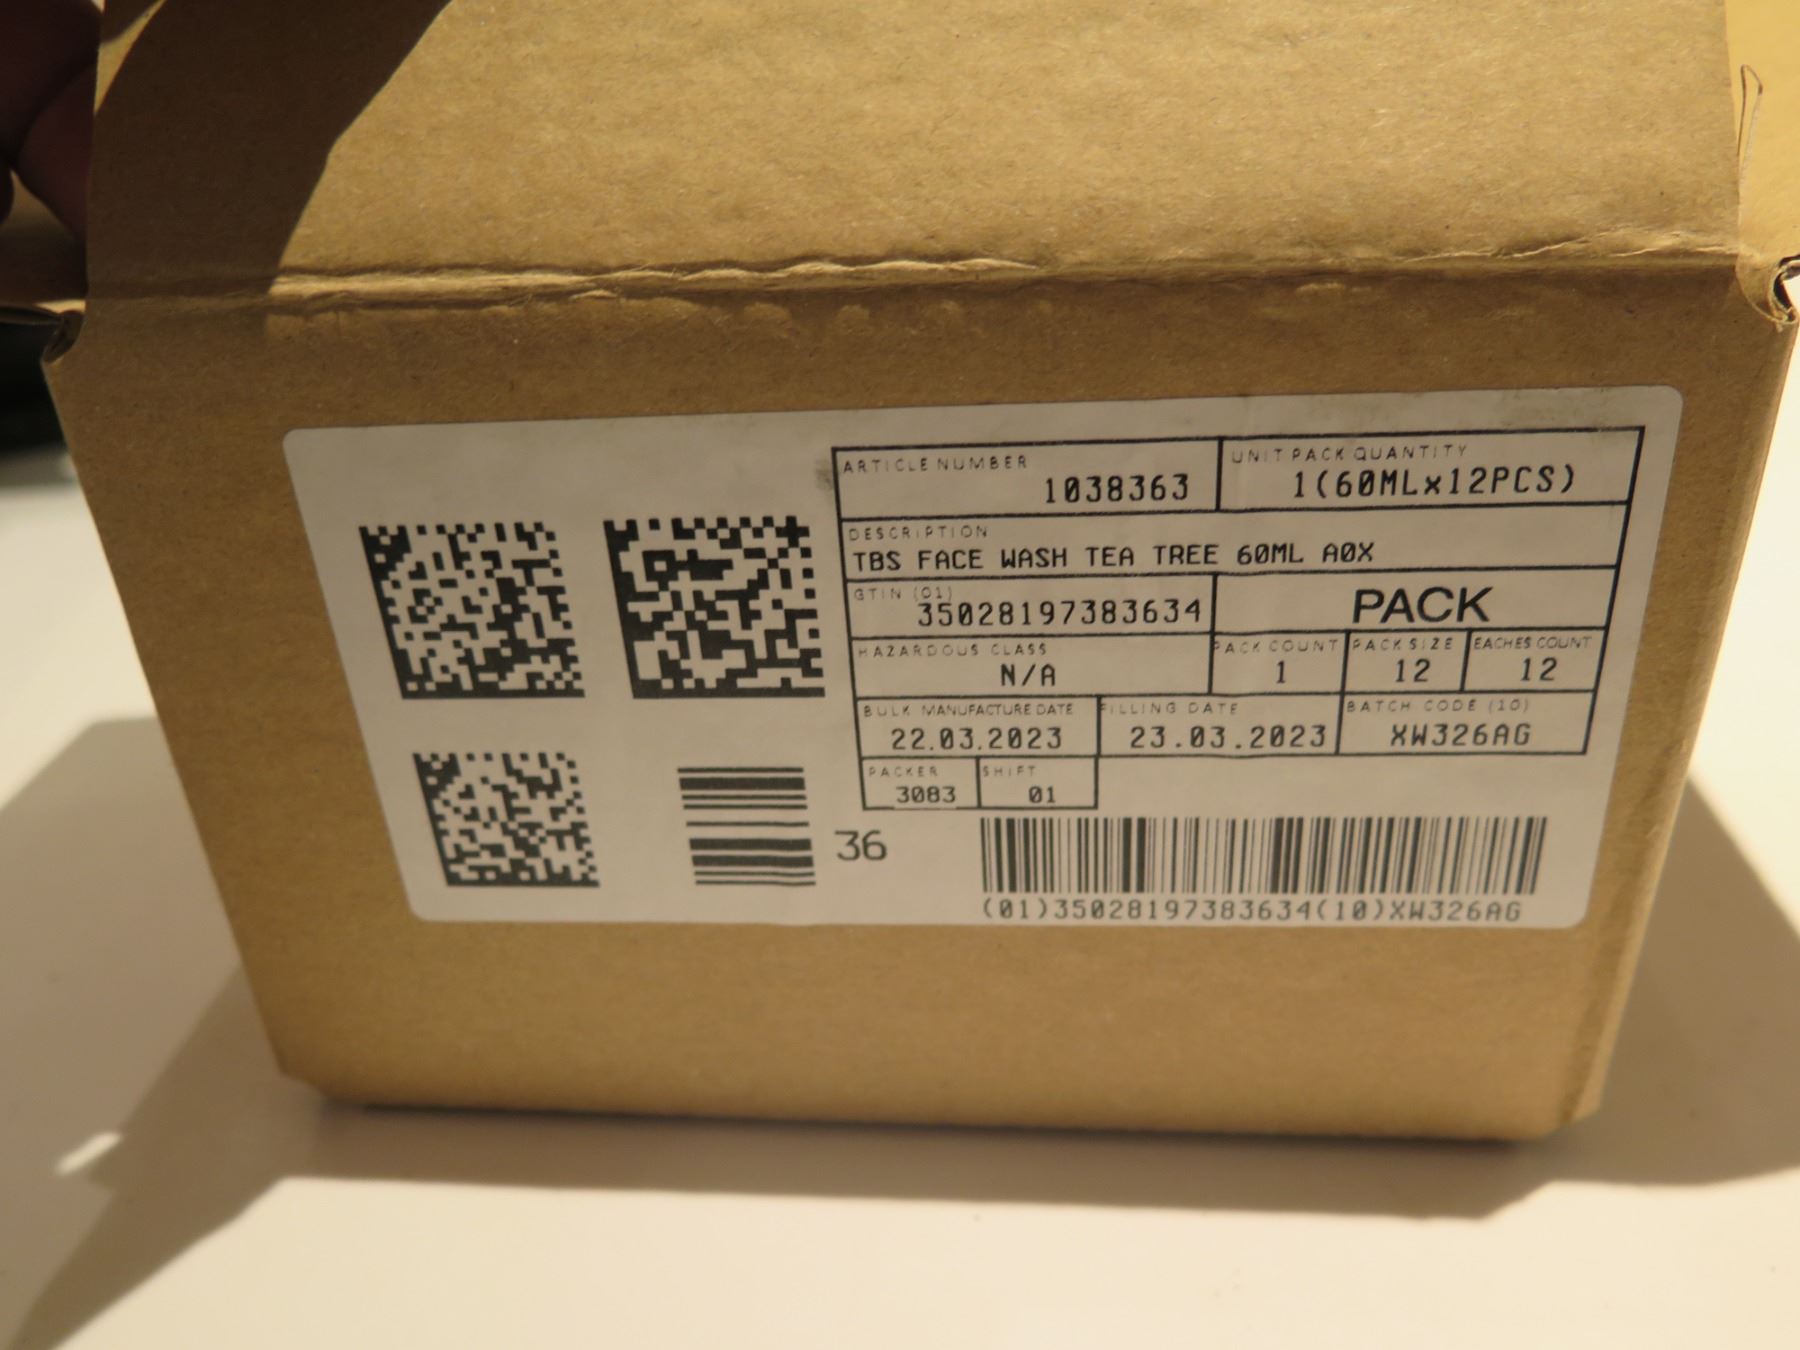 ARTICLE NUMBER
1038363
UNIT PACK QUANTITY
1(60MLx12PCS)
DESCRIPTION
TBS FACE WASH TEA TREE 60ML A0X
GTIN (01)
35028197383634
PACK
HAZARDOUS CLASS
N/A
PACK COUNT
1
PACK SIZE
12
EACHES COUNT
12
BULK MANUFACTURE DATE
22.03.2023
FILLING DATE
23.03.2023
BATCH CODE (10)
XW326AG
PACKER
3083
SHIFT
01
36
(01)35028197383634(10)XW326AG